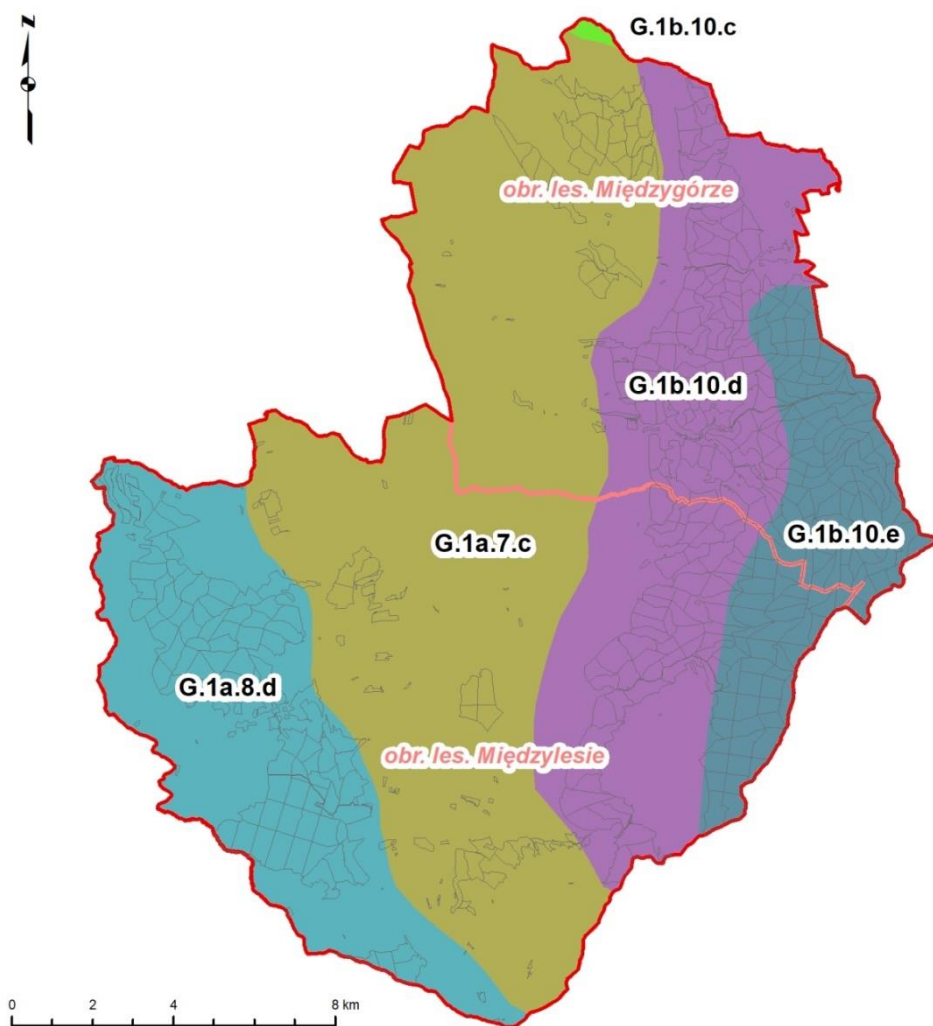 N
G.1b.10.c
obr. les. Międzygórze
G.1b.10.d
G.1a.7.c
G.1b.10.e
G.1a.8.d
obr. les. Międzylesie
0 2 4 8 km